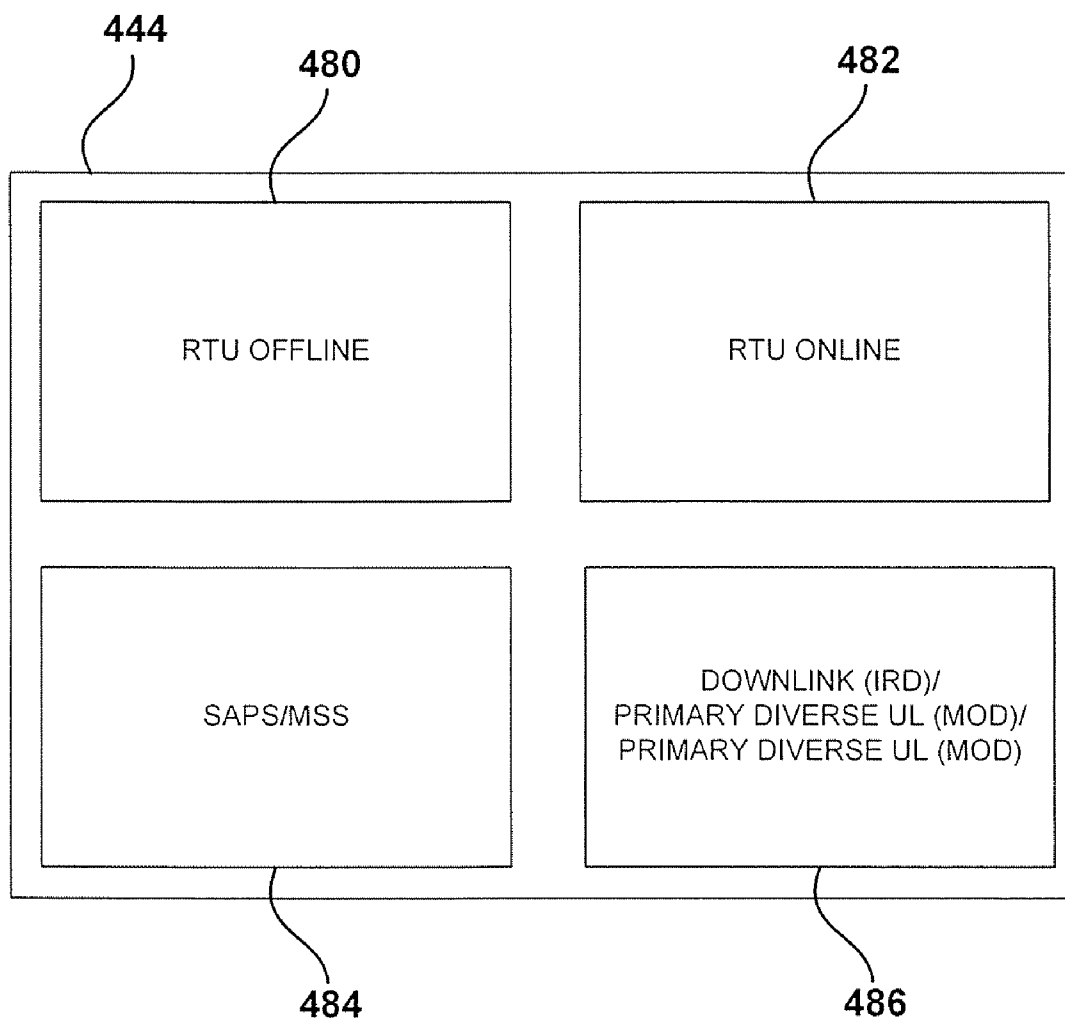 444
480
482
RTU OFFLINE
RTU ONLINE
SAPS/MSS
DOWNLINK (IRD)/
PRIMARY DIVERSE UL (MOD)/
PRIMARY DIVERSE UL (MOD)
484
486